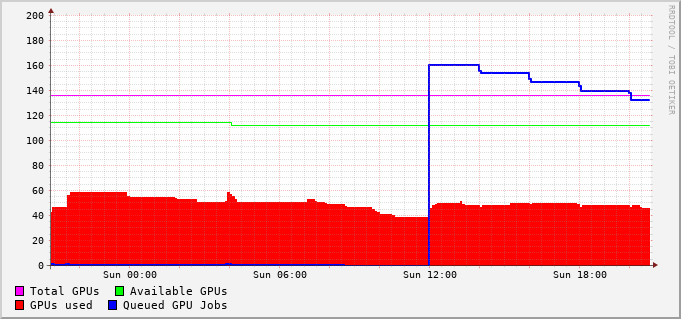 200
180
160
140
120
100
80
60
40
20
0
Sun 00:00 Sun 06:00 Sun 12:00 Sun 18:00
Total GPUs Available GPUs
GPUs used Queued GPU Jobs
RRDTOOL / TOBI OETIKER